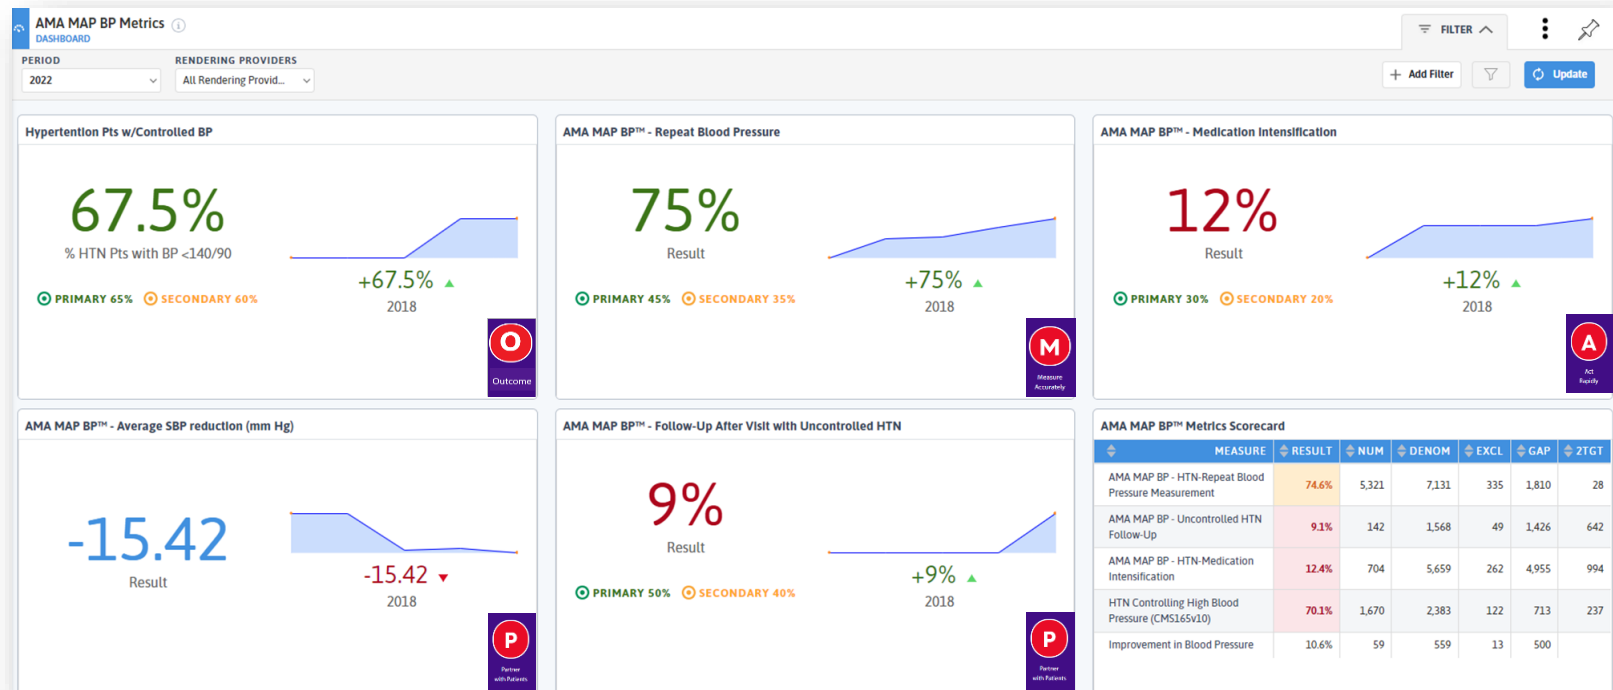 AMA MAP BP Metrics
DASHBOARD
FILTER
PERIOD
RENDERING PROVIDERS
2022
All Rendering Provid...
Add Filter
Update
Hypertention Pts w/Controlled BP
67.5%
% HTN Pts with BP <140/90
PRIMARY 65%
SECONDARY 60%
+67.5%
2018
O
Outcome
AMA MAP BP™ - Repeat Blood Pressure
75%
Result
PRIMARY 45%
SECONDARY 35%
+75%
2018
M
Measure
Accurately
AMA MAP BP™ - Medication Intensification
12%
Result
PRIMARY 30%
SECONDARY 20%
+12%
2018
A
Act
Rapidly
AMA MAP BP™ - Average SBP reduction (mm Hg)
-15.42
Result
-15.42
2018
P
Partner
with Patients
AMA MAP BP™ - Follow-Up After Visit with Uncontrolled HTN
9%
Result
PRIMARY 50%
SECONDARY 40%
+9%
2018
P
Partner
with Patients
AMA MAP BP™ Metrics Scorecard
MEASURE RESULT NUM DENOM EXCL GAP 2TGT
AMA MAP BP - HTN-Repeat Blood
Pressure Measurement
74.6% 5,321 7,131 335 1,810 28
AMA MAP BP - Uncontrolled HTN
Follow-Up
9.1% 142 1,568 49 1,426 642
AMA MAP BP - HTN-Medication
Intensification
12.4% 704 5,659 262 4,955 994
HTN Controlling High Blood
Pressure (CMS165v10)
70.1% 1,670 2,383 122 713 237
Improvement in Blood Pressure 10.6% 59 559 13 500